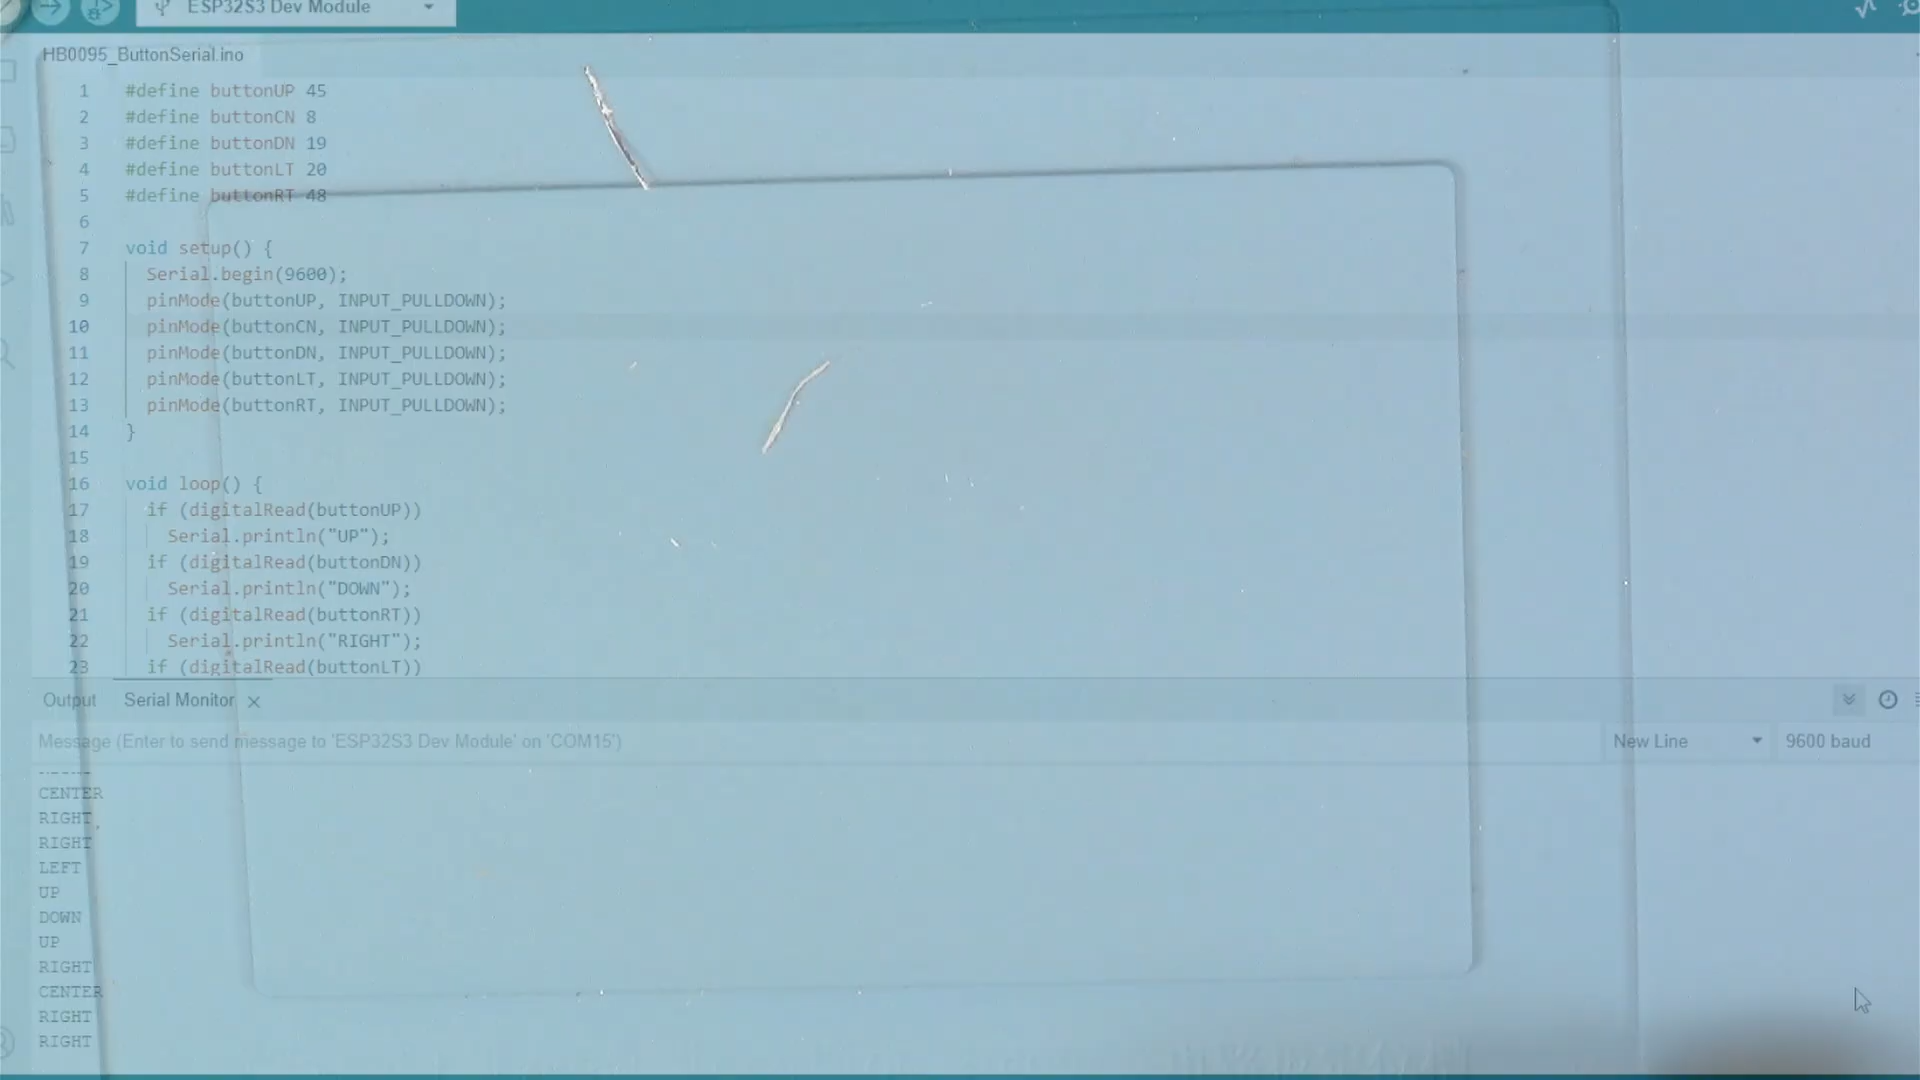 ESP32S3 Dev Module
HB0095_ButtonSerial.ino
1 #define buttonUP 45
2 #define buttonCN 8
3 #define buttonDN 19
4 #define buttonLT 20
5 #define buttonRT 48
6
7 void setup() {
8 Serial.begin(9600);
9 pinMode(buttonUP, INPUT_PULLDOWN);
10 pinMode(buttonCN, INPUT_PULLDOWN);
11 pinMode(buttonDN, INPUT_PULLDOWN);
12 pinMode(buttonLT, INPUT_PULLDOWN);
13 pinMode(buttonRT, INPUT_PULLDOWN);
14 }
15
16 void loop() {
17 if (digitalRead(buttonUP))
18 Serial.println("UP");
19 if (digitalRead(buttonDN))
20 Serial.println("DOWN");
21 if (digitalRead(buttonRT))
22 Serial.println("RIGHT");
23 if (digitalRead(buttonLT))
Output Serial Monitor
Message (Enter to send message to 'ESP32S3 Dev Module' on 'COM15') New Line 9600 baud
CENTER
RIGHT
RIGHT
LEFT
UP
DOWN
UP
RIGHT
CENTER
RIGHT
RIGHT